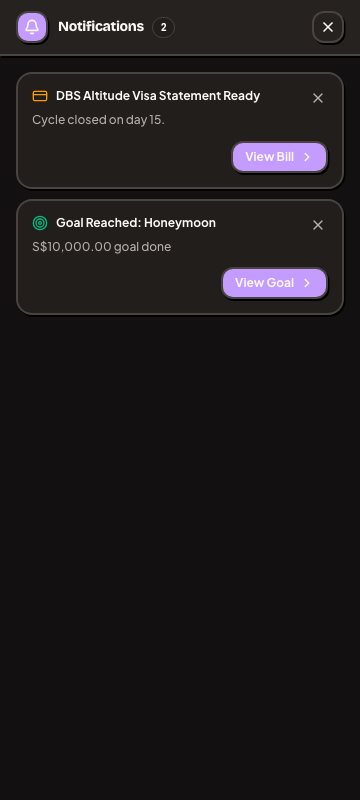 Notifications 2
DBS Altitude Visa Statement Ready
Cycle closed on day 15.
View Bill
Goal Reached: Honeymoon
S$10,000.00 goal done
View Goal